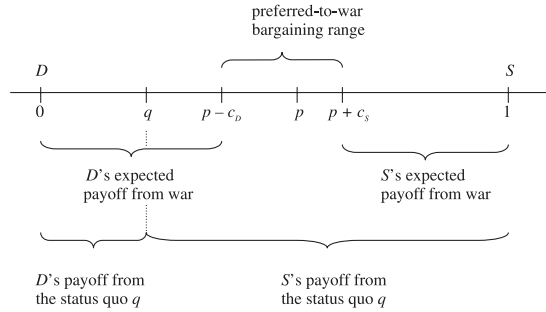 preferred-to-war
bargaining range
D
S
0
q
p – c_D
p
p + c_S
1
D's expected
payoff from war
S's expected
payoff from war
D's payoff from
the status quo q
S's payoff from
the status quo q